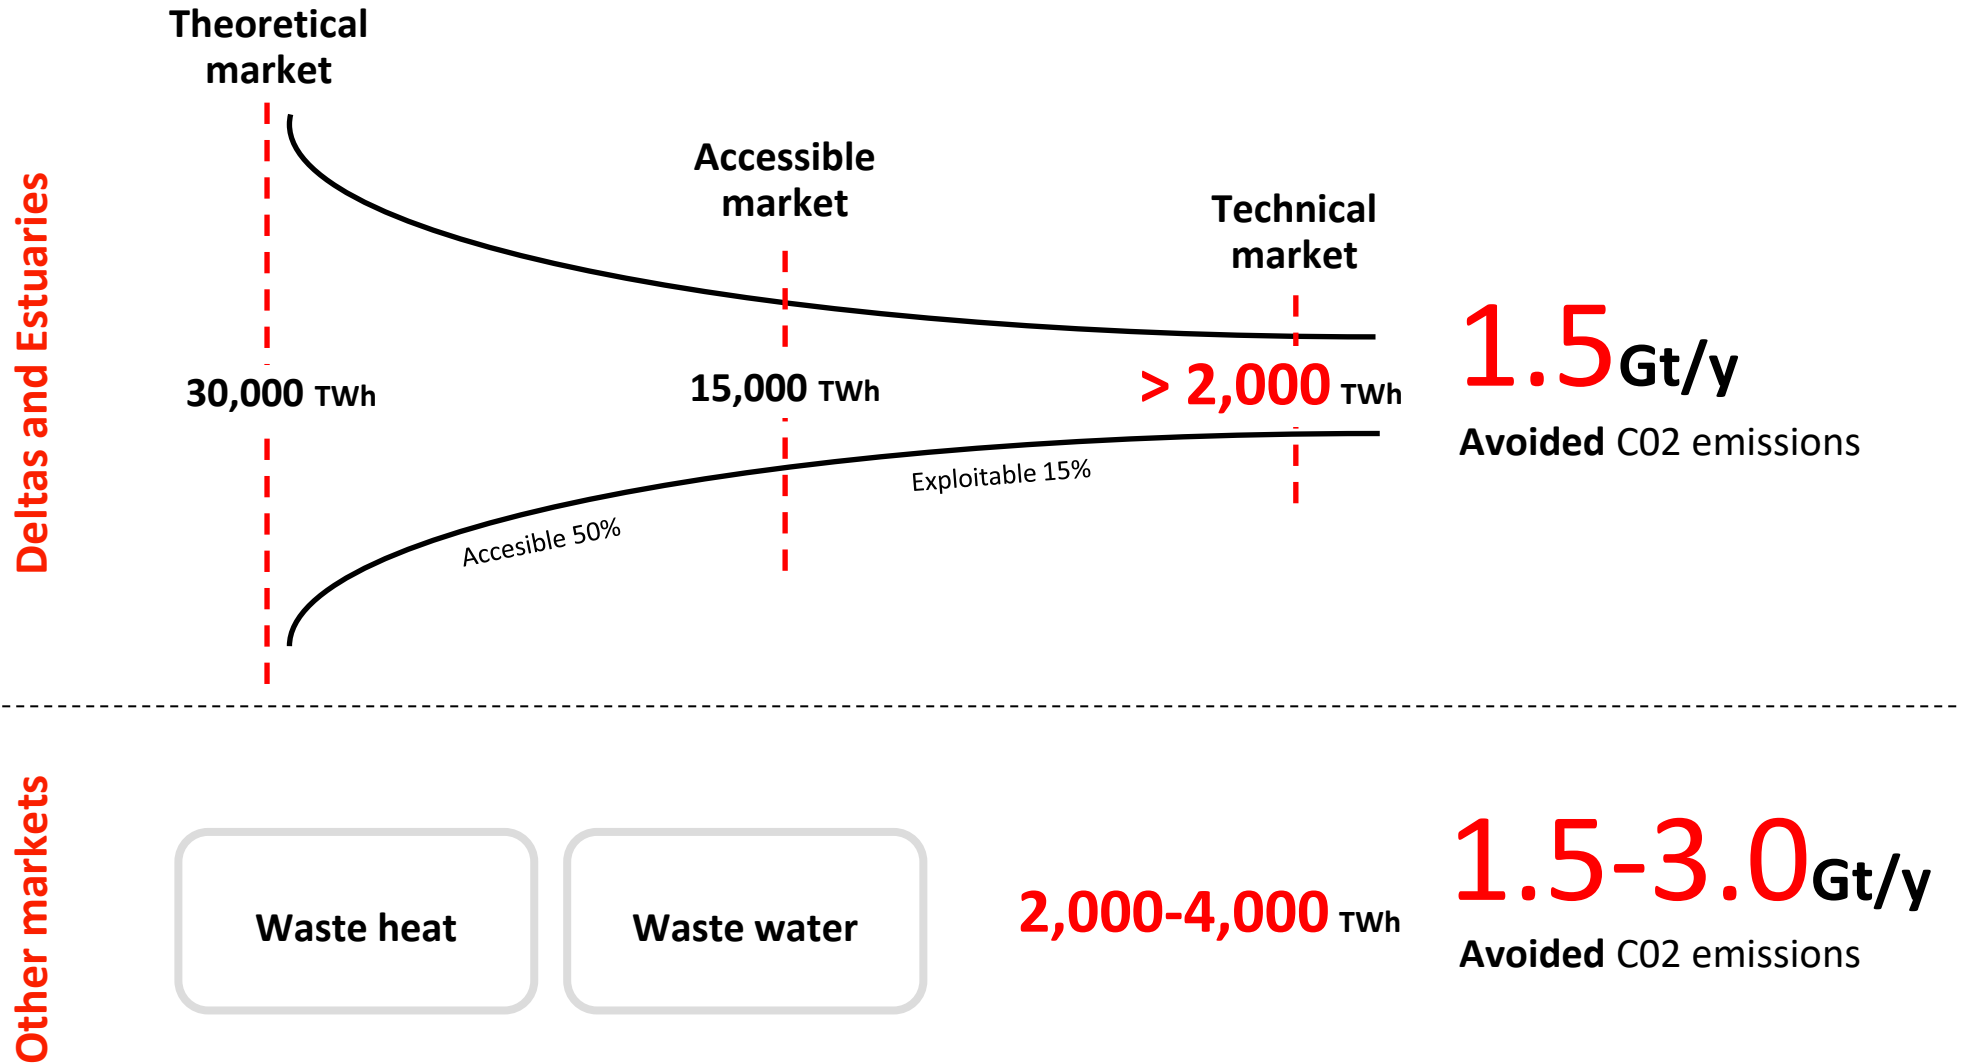 Deltas and Estuaries
Theoretical
market
Accessible
market
Technical
market
30,000 TWh
15,000 TWh
> 2,000 TWh
Accesible 50%
Exploitable 15%
1.5Gt/y
Avoided C02 emissions
Other markets
Waste heat
Waste water
2,000-4,000 TWh
1.5-3.0Gt/y
Avoided C02 emissions